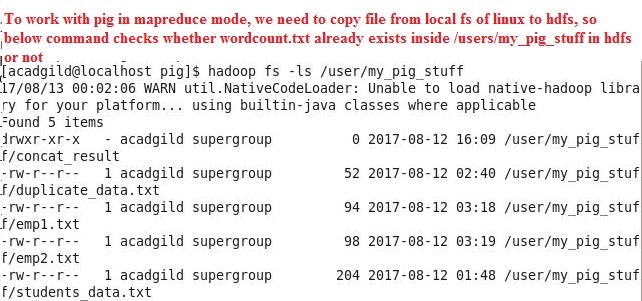 To work with pig in mapreduce mode, we need to copy file from local fs of linux to hdfs, so
below command checks whether wordcount.txt already exists inside /users/my_pig_stuff in hdfs
or not
[acadgild@localhost pig]$ hadoop fs -ls /user/my_pig_stuff
17/08/13 00:02:06 WARN util.NativeCodeLoader: Unable to load native-hadoop libra
ry for your platform... using builtin-java classes where applicable
Found 5 items
drwxr-xr-x   - acadgild supergroup          0 2017-08-12 16:09 /user/my_pig_stuf
f/concat_result
-rw-r--r--   1 acadgild supergroup         52 2017-08-12 02:40 /user/my_pig_stuf
f/duplicate_data.txt
-rw-r--r--   1 acadgild supergroup         94 2017-08-12 03:18 /user/my_pig_stuf
f/emp1.txt
-rw-r--r--   1 acadgild supergroup         98 2017-08-12 03:19 /user/my_pig_stuf
f/emp2.txt
-rw-r--r--   1 acadgild supergroup        204 2017-08-12 01:48 /user/my_pig_stuf
f/students_data.txt